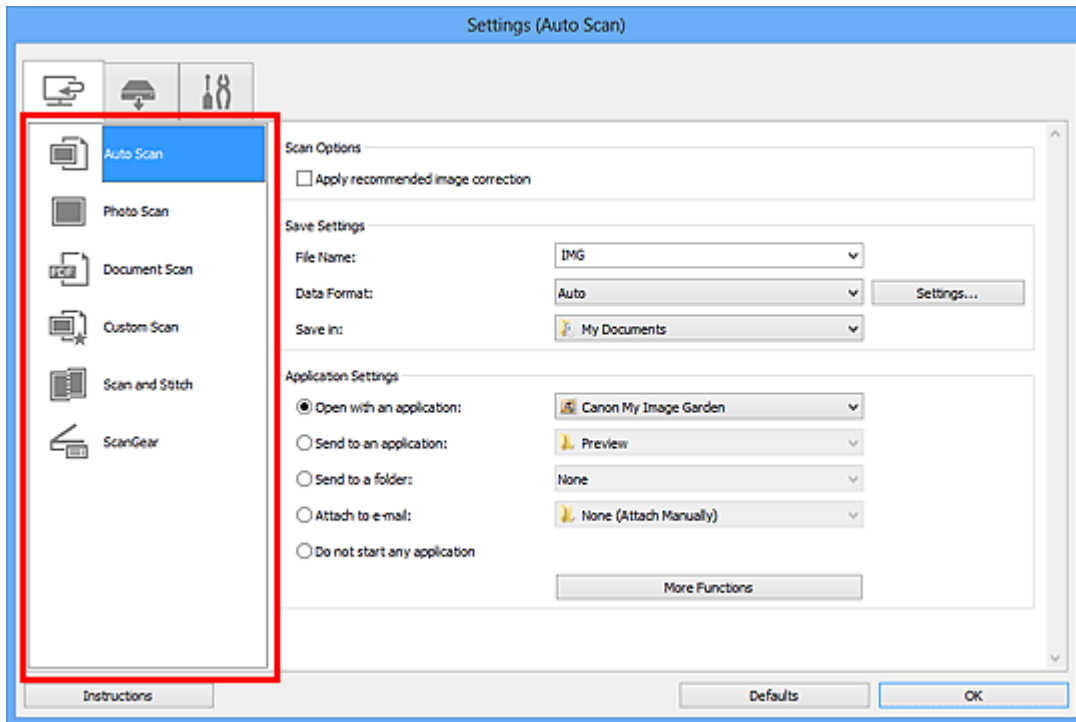 Settings (Auto Scan)
Auto Scan
Photo Scan
Document Scan
Custom Scan
Scan and Stitch
ScanGear
Scan Options
Apply recommended image correction
Save Settings
File Name: IMG
Data Format: Auto Settings...
Save in: My Documents
Application Settings
Open with an application: Canon My Image Garden
Send to an application: Preview
Send to a folder: None
Attach to e-mail: None (Attach Manually)
Do not start any application
More Functions
Instructions Defaults OK